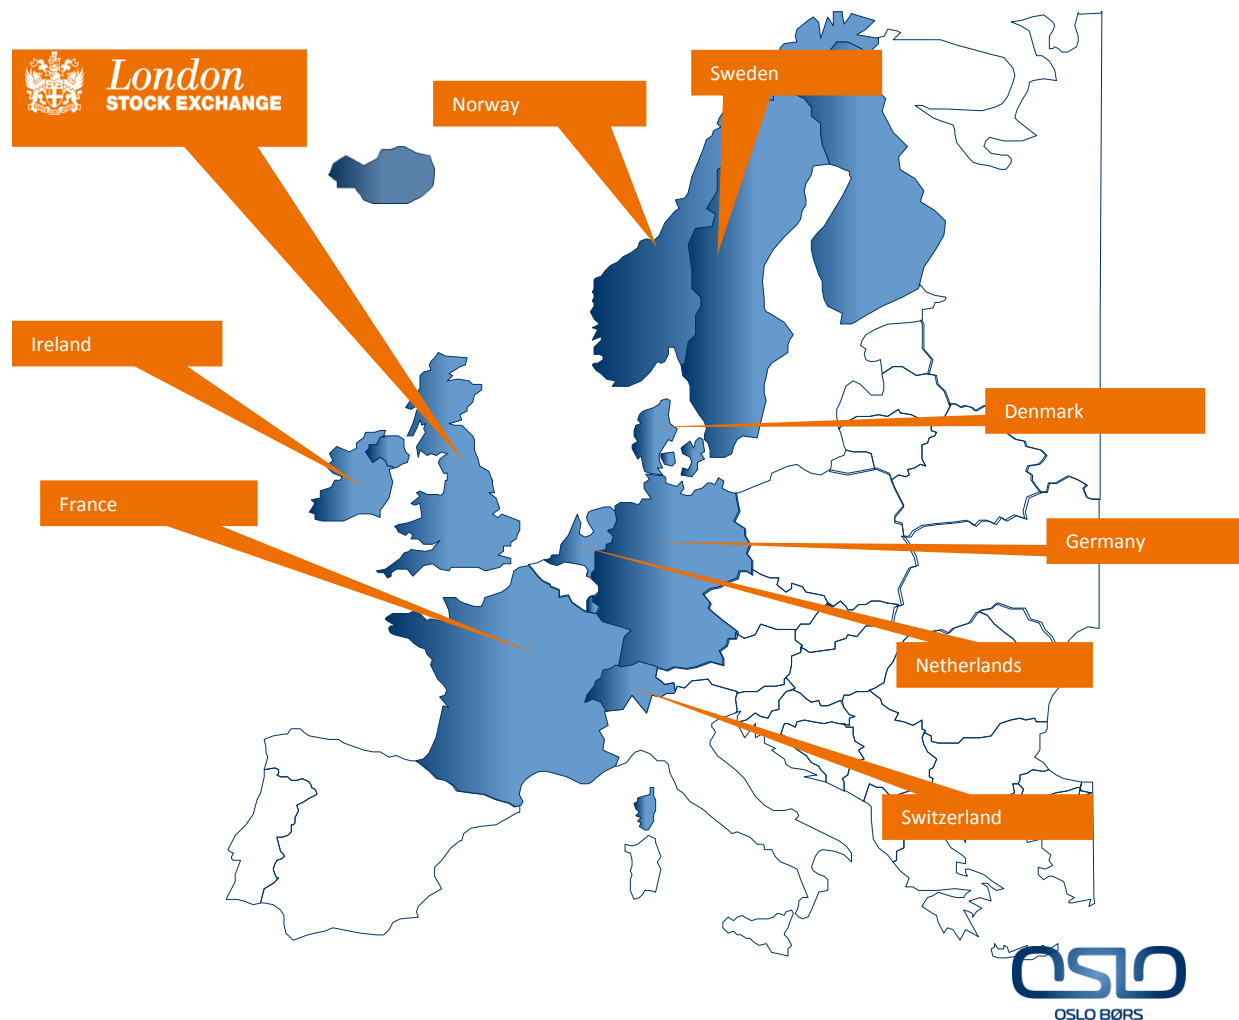 London
STOCK EXCHANGE
Sweden
Norway
Ireland
Denmark
France
Germany
Netherlands
Switzerland
OSLO
OSLO BØRS